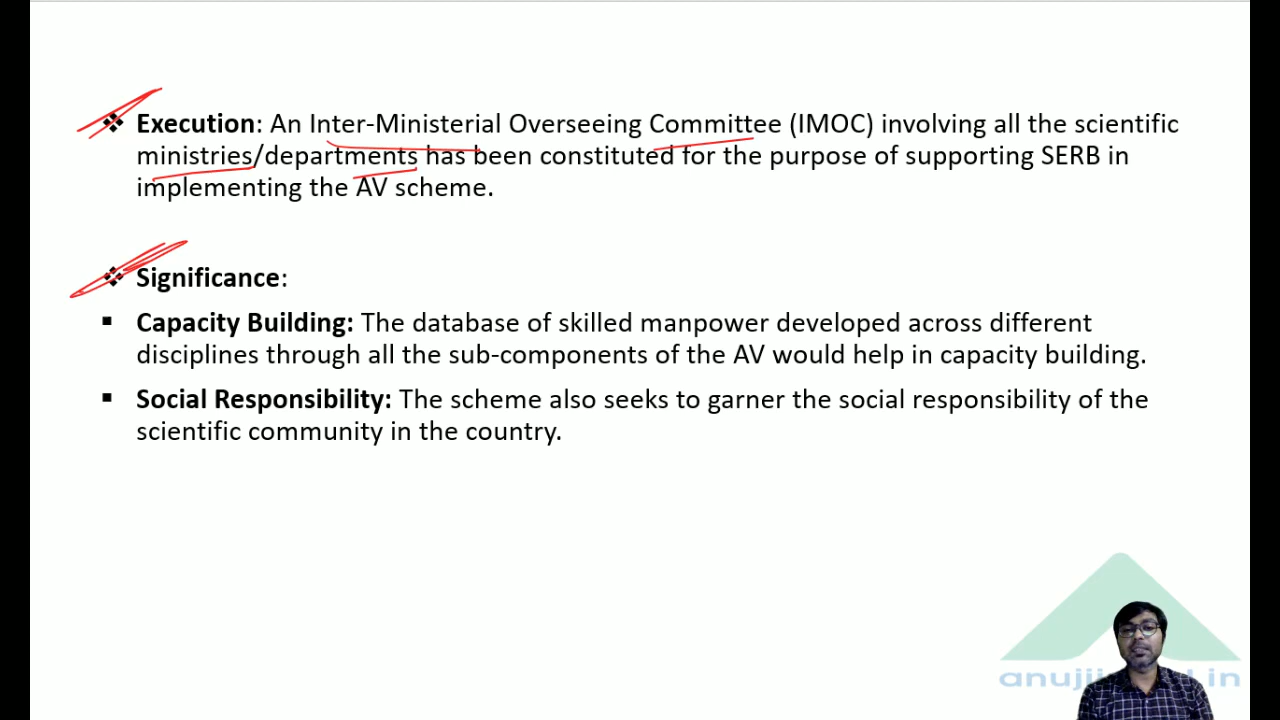 ❖ Execution: An Inter-Ministerial Overseeing Committee (IMOC) involving all the scientific
ministries/departments has been constituted for the purpose of supporting SERB in
implementing the AV scheme.
❖ Significance:
▪ Capacity Building: The database of skilled manpower developed across different
disciplines through all the sub-components of the AV would help in capacity building.
▪ Social Responsibility: The scheme also seeks to garner the social responsibility of the
scientific community in the country.